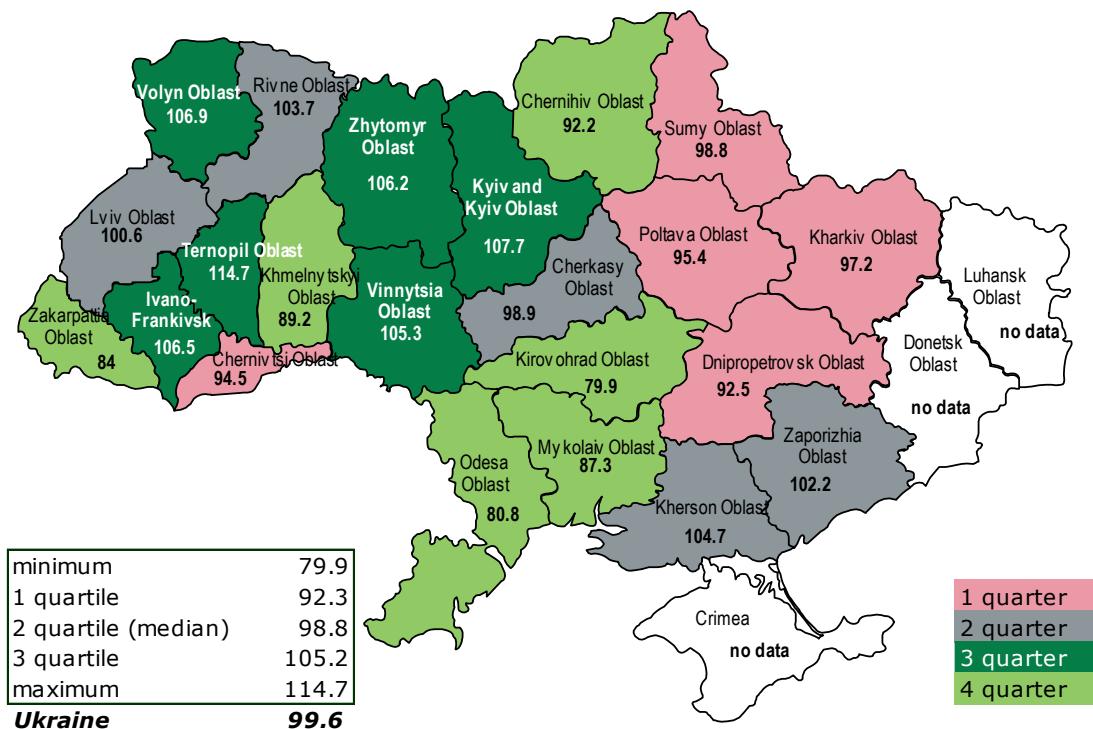 Volyn Oblast
106.9
Rivne Oblast
103.7
Zhytomyr
Oblast
106.2
Kyiv and
Kyiv Oblast
107.7
Chernihiv Oblast
92.2
Sumy Oblast
98.8
Lviv Oblast
100.6
Ternopil Oblast
114.7
Khmelnytskyi
Oblast
89.2
Vinnytsia
Oblast
105.3
Cherkasy
Oblast
98.9
Poltava Oblast
95.4
Kharkiv Oblast
97.2
Luhansk
Oblast
no data
Zakarpattia
Oblast
84
Ivano-
Frankivsk
106.5
Chernivtsi Oblast
94.5
Kirovohrad Oblast
79.9
Dnipropetrovsk Oblast
92.5
Donetsk
Oblast
no data
Odesa
Oblast
80.8
Mykolaiv Oblast
87.3
Zaporizhia
Oblast
102.2
Kherson Oblast
104.7
Crimea
no data
minimum 79.9
1 quartile 92.3
2 quartile (median) 98.8
3 quartile 105.2
maximum 114.7
Ukraine 99.6
1 quarter
2 quarter
3 quarter
4 quarter